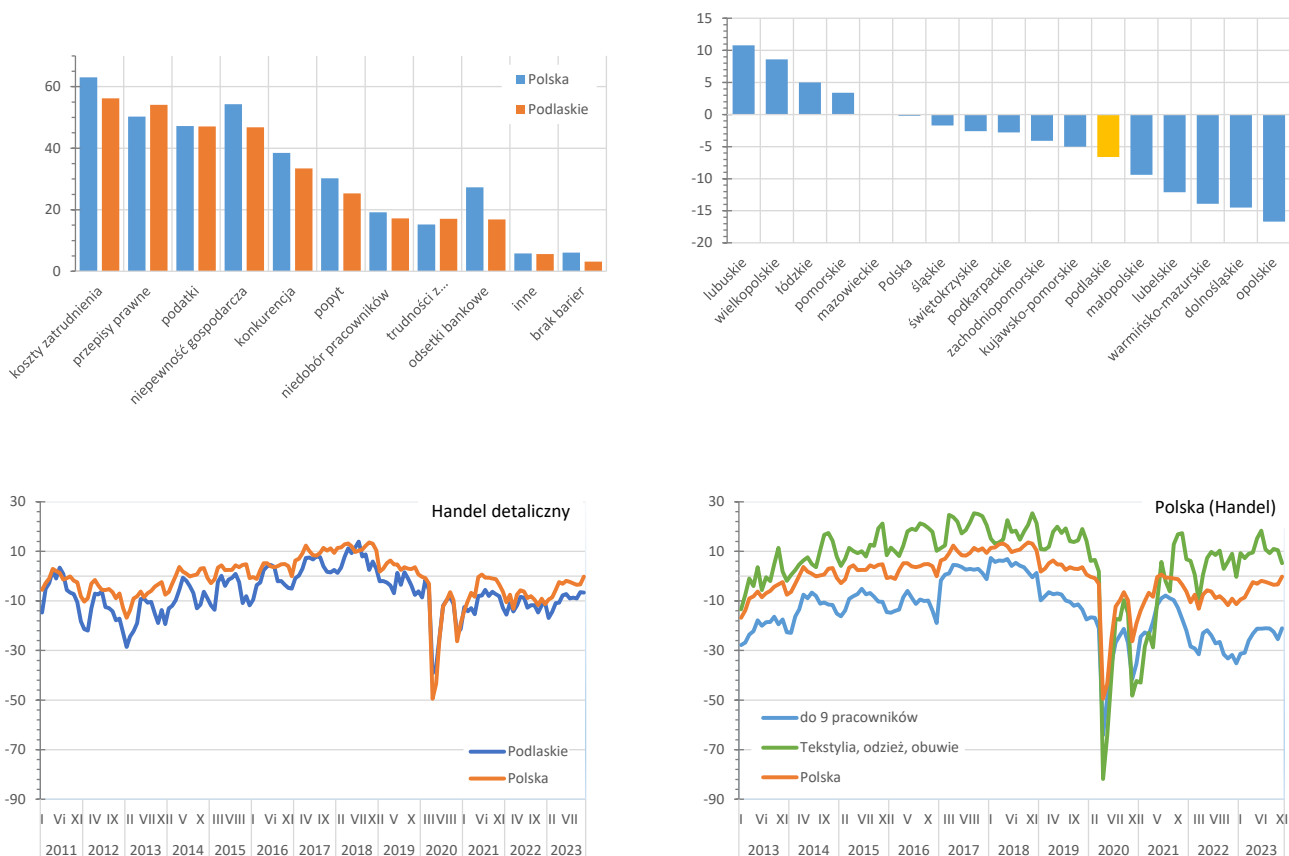 60
40
20
0
Polska
Podlaskie
koszty zatrudnienia
przepisy prawne
podatki
niepewność gospodarcza
konkurencja
popyt
niedobór pracowników
trudności z...
odsetki bankowe
inne
brak barier
15
10
5
0
-5
-10
-15
-20
lubuskie
wielkopolskie
łódzkie
pomorskie
mazowieckie
Polska
śląskie
świętokrzyskie
podkarpackie
zachodniopomorskie
kujawsko-pomorskie
podlaskie
małopolskie
lubelskie
warmińsko-mazurskie
dolnośląskie
opolskie
Handel detaliczny
30
10
-10
-30
-50
-70
-90
Podlaskie
Polska
I Vi XI IV IX II VII XII V X III VIII I Vi XI IV IX II VII XII V X III VIII I Vi XI IV IX II VII
2011 2012 2013 2014 2015 2016 2017 2018 2019 2020 2021 2022 2023
Polska (Handel)
30
10
-10
-30
-50
-70
-90
do 9 pracowników
Tekstylia, odzież, obuwie
Polska
I Vi XI IV IX II VII XII V X III VIII I Vi XI IV IX II VII XII V X III VIII I VI XI
2013 2014 2015 2016 2017 2018 2019 2020 2021 2022 2023